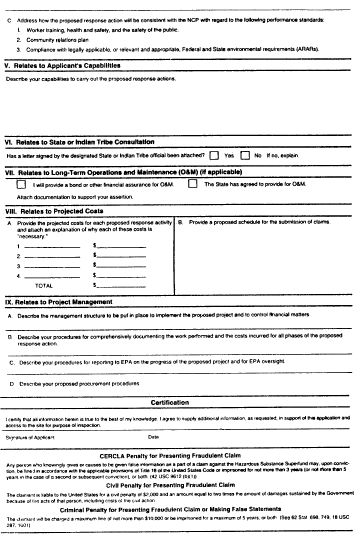 C Address how the proposed response action will be consistent with the NCP with regard to the following performance standards:
1. Worker training, health and safety, and the safety of the public.
2. Community relations plan
3. Compliance with legally applicable, or relevant and appropriate, Federal and State environmental requirements (ARARs).
V. Relates to Applicant's Capabilities
Describe your capabilities to carry out the proposed response actions.
VI. Relates to State or Indian Tribe Consultation
Has a letter signed by the designated State or Indian Tribe official been attached? Yes No If no, explain.
VII. Relates to Long-Term Operations and Maintenance (O&M) (if applicable)
I will provide a bond or other financial assurance for O&M. The State has agreed to provide for O&M.
Attach documentation to support your assertion.
VIII. Relates to Projected Costs
A Provide the projected costs for each proposed response activity
and attach an explanation of why each of these costs is
"necessary."
B. Provide a proposed schedule for the submission of claims.
1 $
2 $
3 $
4 $
TOTAL $
IX. Relates to Project Management
A. Describe the management structure to be put in place to implement the proposed project and to control financial matters
B Describe your procedures for comprehensively documenting the work performed and the costs incurred for all phases of the proposed
response action.
C. Describe your procedures for reporting to EPA on the progress of the proposed project and for EPA oversight.
D Describe your proposed procurement procedures
Certification
I certify that all information herein is true to the best of my knowledge. I agree to supply additional information, as requested, in support of this application and
access to the site for purpose of inspection.
Signature of Applicant Date
CERCLA Penalty for Presenting Fraudulent Claim
Any person who knowingly gives or causes to be given false information as a part of a claim against the Hazardous Substance Superfund may, upon convic-
tion, be fined in accordance with the applicable provisions of Title 18 of the United States Code or imprisoned for not more than 3 years (or not more than 5
years in the case of a second or subsequent conviction), or both. (42 USC 9612 (b)(1))
Civil Penalty for Presenting Fraudulent Claim
The claimant is liable to the United States for a civil penalty of $2,000 and an amount equal to two times the amount of damages sustained by the Government
because of the acts of that person, including costs of the civil action
Criminal Penalty for Presenting Fraudulent Claim or Making False Statements
The claimant will be charged a maximum fine of not more than $10,000 or be imprisoned for a maximum of 5 years, or both. (See 62 Stat. 698, 749, 18 USC
287, 1001)